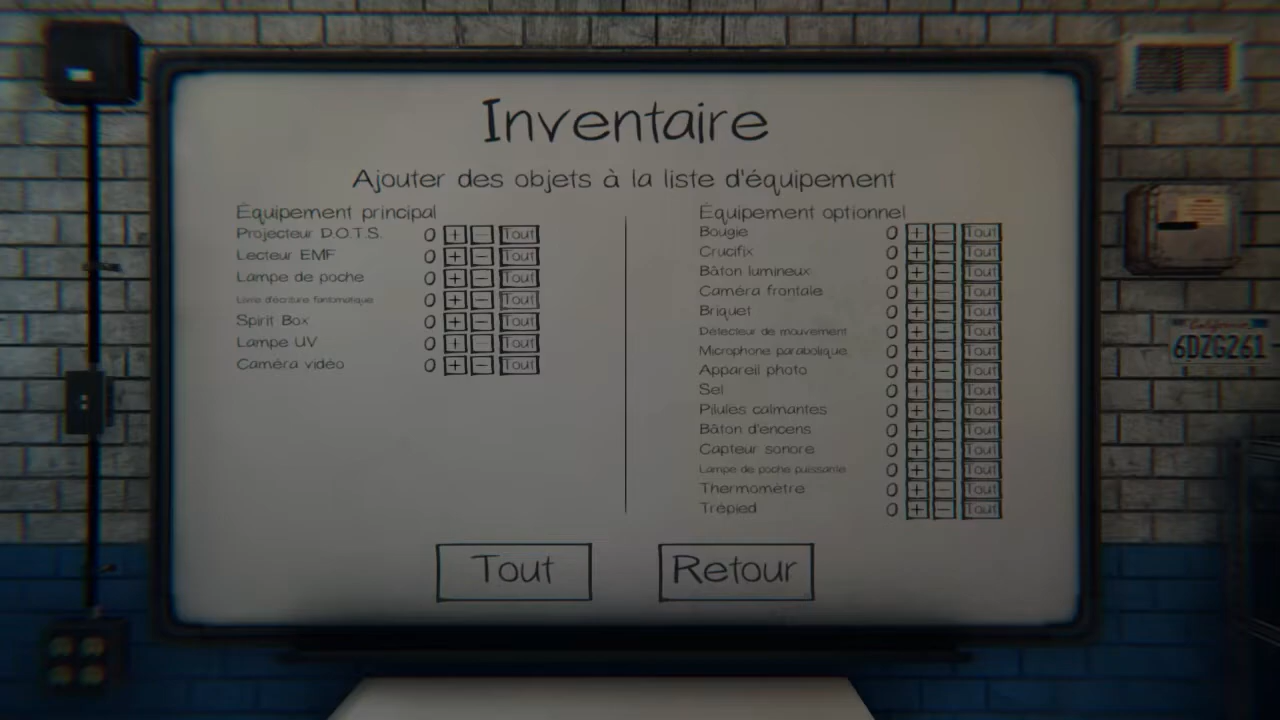 Inventaire
Ajouter des objets à la liste d'équipement
Équipement principal
Projecteur D.O.T.S. 0 + - Tout
Lecteur EMF 0 + - Tout
Lampe de poche 0 + - Tout
Livre d'écriture fantomatique 0 + - Tout
Spirit Box 0 + - Tout
Lampe UV 0 + - Tout
Caméra vidéo 0 + - Tout
Équipement optionnel
Bougie 0 + - Tout
Crucifix 0 + - Tout
Bâton lumineux 0 + - Tout
Caméra frontale 0 + - Tout
Briquet 0 + - Tout
Détecteur de mouvement 0 + - Tout
Microphone parabolique 0 + - Tout
Appareil photo 0 + - Tout
Sel 0 + - Tout
Pilules calmantes 0 + - Tout
Bâton d'encens 0 + - Tout
Capteur sonore 0 + - Tout
Lampe de poche puissante 0 + - Tout
Thermomètre 0 + - Tout
Trépied 0 + - Tout
Tout
Retour
California
6DZG261